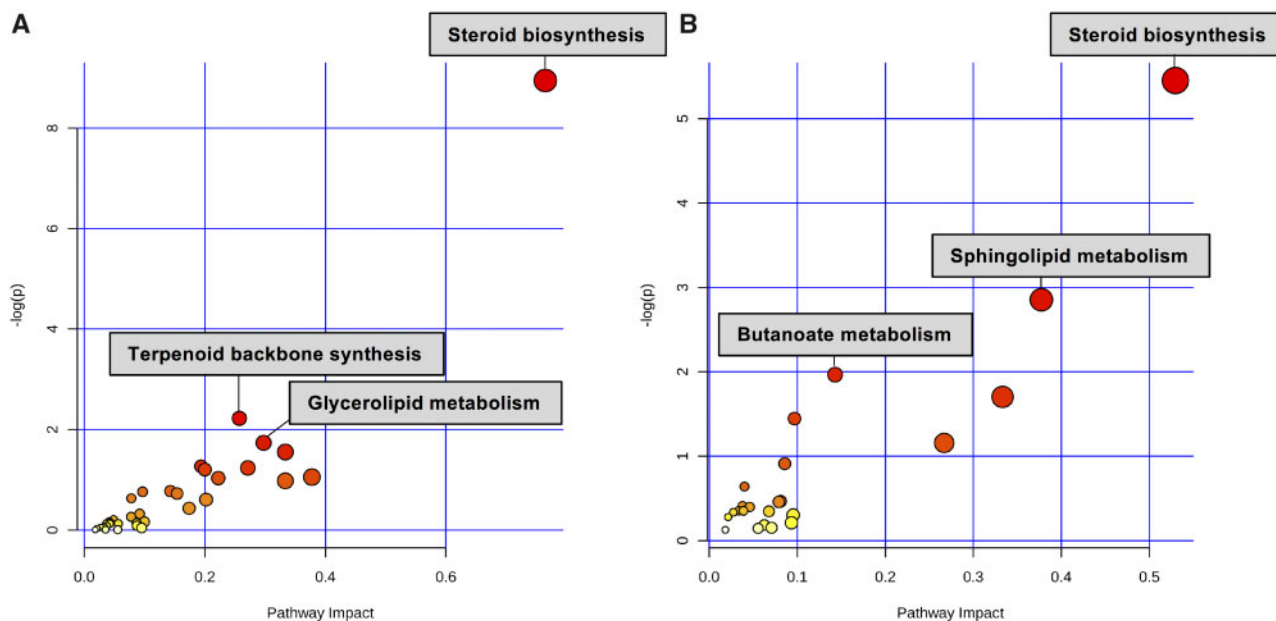 A
Steroid biosynthesis
8
6
4
2
0
-log(p)
Terpenoid backbone synthesis
Glycerolipid metabolism
0.0 0.2 0.4 0.6
Pathway Impact
B
Steroid biosynthesis
5
4
3
2
1
0
-log(p)
Sphingolipid metabolism
Butanoate metabolism
0.0 0.1 0.2 0.3 0.4 0.5
Pathway Impact